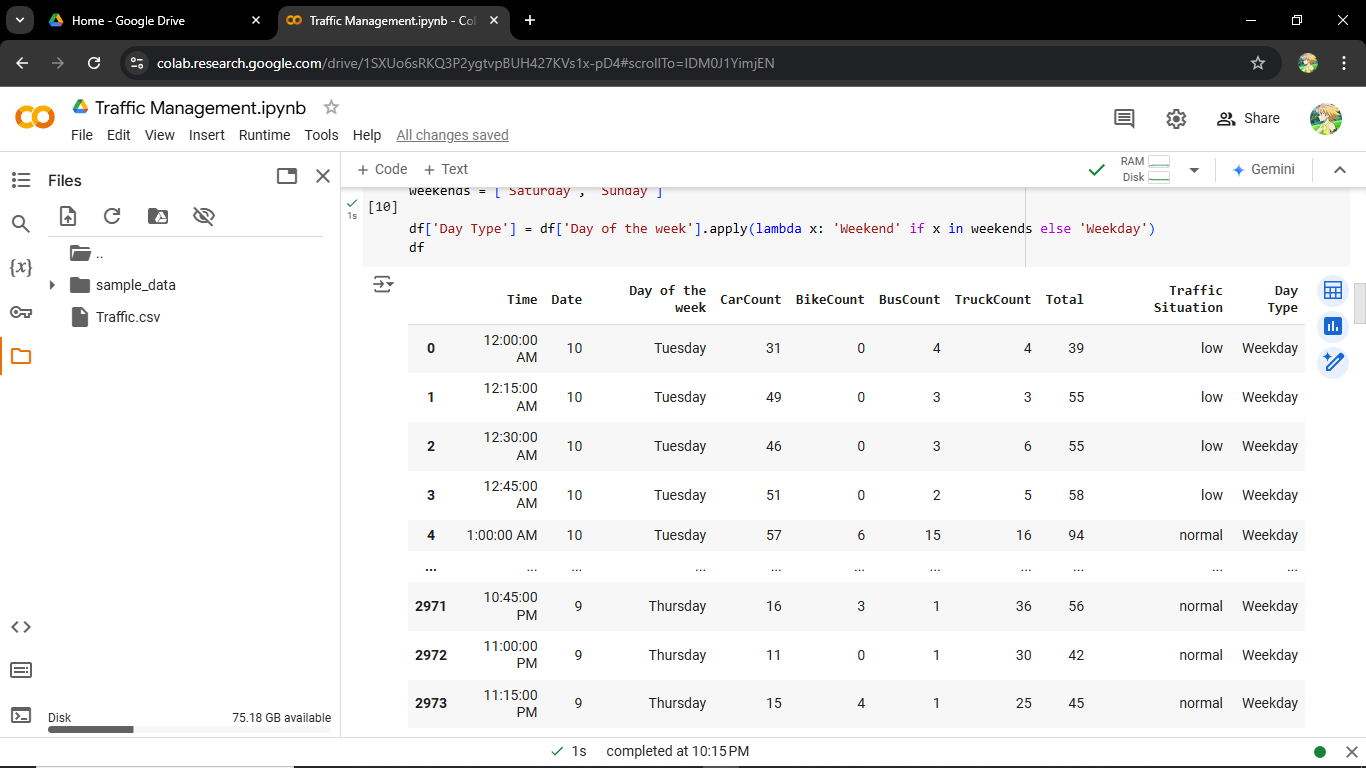 Home - Google Drive
Traffic Management.ipynb - Co
colab.research.google.com/drive/1SXUo6sRKQ3P2ygtvpBUH427KVs1x-pD4#scrollTo=IDM0J1YimjEN
Traffic Management.ipynb
Share
File Edit View Insert Runtime Tools Help All changes saved
Files
+ Code + Text
RAM
Disk
Gemini
..
sample_data
Traffic.csv
{x}
Disk 75.18 GB available
weekends = ['Saturday', 'Sunday']
[10]
1s
df['Day Type'] = df['Day of the week'].apply(lambda x: 'Weekend' if x in weekends else 'Weekday')
df
Time Date Day of the week CarCount BikeCount BusCount TruckCount Total Traffic Situation Day Type
0 12:00:00 AM 10 Tuesday 31 0 4 4 39 low Weekday
1 12:15:00 AM 10 Tuesday 49 0 3 3 55 low Weekday
2 12:30:00 AM 10 Tuesday 46 0 3 6 55 low Weekday
3 12:45:00 AM 10 Tuesday 51 0 2 5 58 low Weekday
4 1:00:00 AM 10 Tuesday 57 6 15 16 94 normal Weekday
... ... ... ... ... ... ... ... ... ... ...
2971 10:45:00 PM 9 Thursday 16 3 1 36 56 normal Weekday
2972 11:00:00 PM 9 Thursday 11 0 1 30 42 normal Weekday
2973 11:15:00 PM 9 Thursday 15 4 1 25 45 normal Weekday
1s completed at 10:15 PM